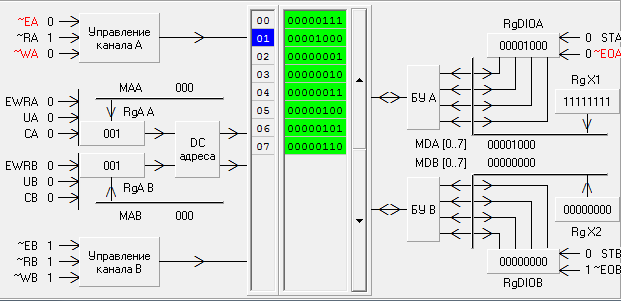 ~EA 0
~RA 1
~WA 0
Управление
канала А
EWRA 0
UA 0
CA 0
MAA 000
RgA A
001
DC
адреса
EWRB 0
UB 0
CB 0
001
RgA B
MAB 000
~EB 1
~RB 1
~WB 1
Управление
канала В
00 00000111
01 00001000
02 00000001
03 00000010
04 00000011
05 00000100
06 00000101
07 00000110
БУ А
RgDIOA
00001000
0 STA
0 ~EOA
Rg X1
11111111
MDA [0..7] 00001000
MDB [0..7] 00000000
БУ В
00000000
Rg X2
00000000
RgDIOB
0 STB
1 ~EOB